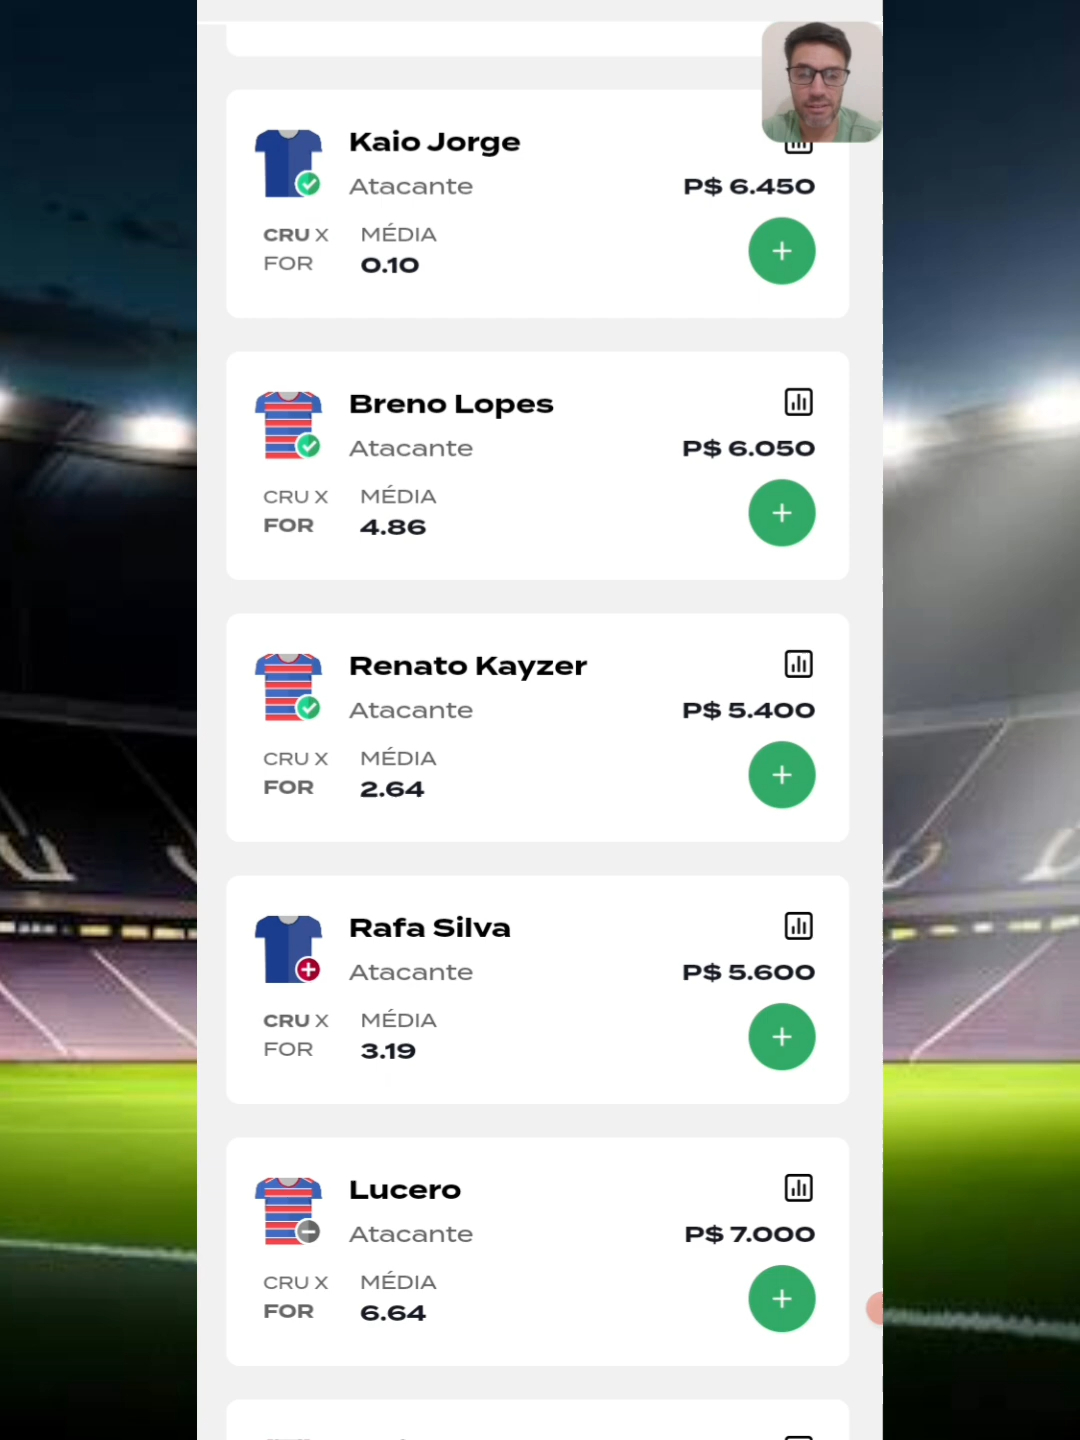 Kaio Jorge
Atacante
P$ 6.450
CRU X MÉDIA
FOR 0.10
Breno Lopes
Atacante
P$ 6.050
CRU X MÉDIA
FOR 4.86
Renato Kayzer
Atacante
P$ 5.400
CRU X MÉDIA
FOR 2.64
Rafa Silva
Atacante
P$ 5.600
CRU X MÉDIA
FOR 3.19
Lucero
Atacante
P$ 7.000
CRU X MÉDIA
FOR 6.64